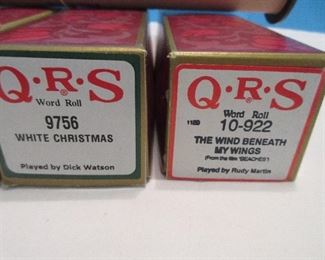 Q·R·S
Word Roll
9756
WHITE CHRISTMAS
Played by Dick Watson
Q·R·S
Word Roll
10-922
THE WIND BENEATH
MY WINGS
(From the film "BEACHES")
Played by Rudy Martin